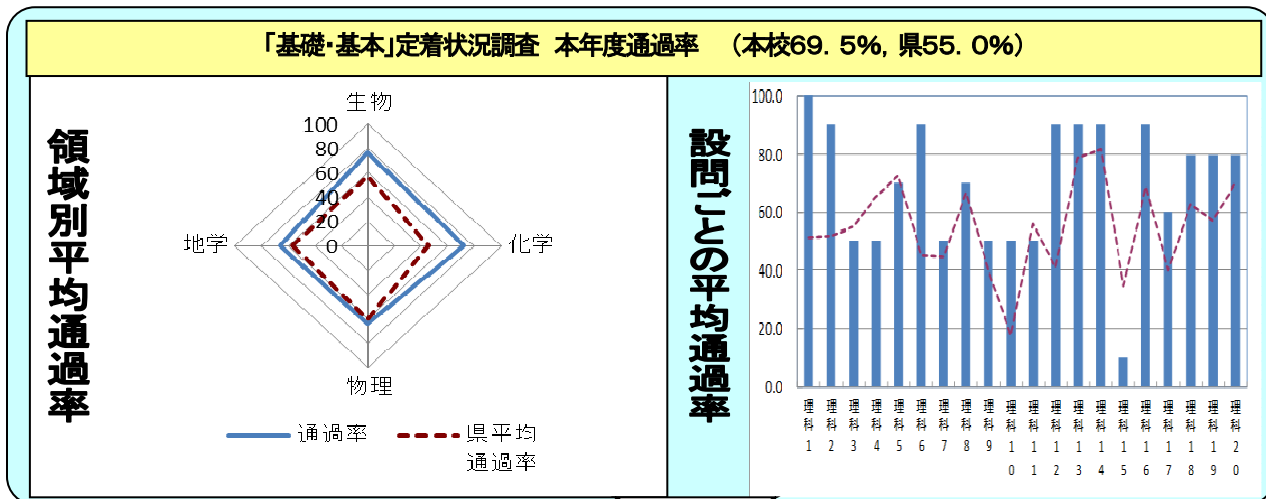 「基礎・基本」定着状況調査 本年度通過率 (本校69.5%,県55.0%)
領域別平均通過率
生物
100
80
60
40
20
0
地学
化学
物理
通過率
県平均
通過率
設問ごとの平均通過率
100.0
80.0
60.0
40.0
20.0
0.0
理科1
理科2
理科3
理科4
理科5
理科6
理科7
理科8
理科9
理科10
理科11
理科12
理科13
理科14
理科15
理科16
理科17
理科18
理科19
理科20